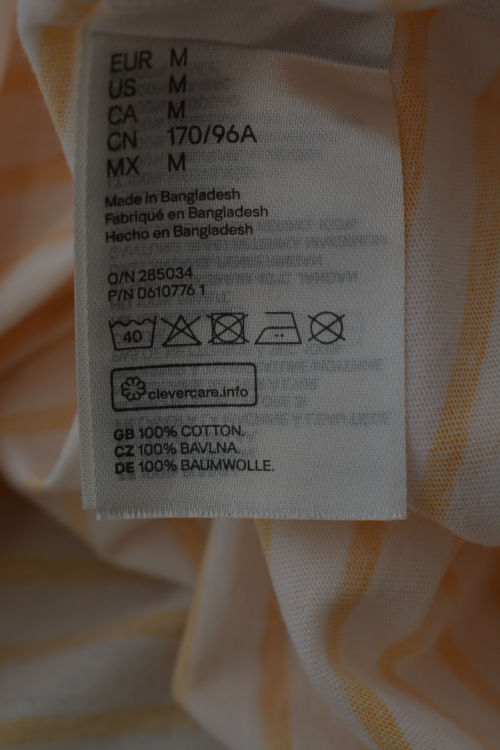 EUR M
US M
CA M
CN 170/96A
MX M
Made in Bangladesh
Fabriqué en Bangladesh
Hecho en Bangladesh
O/N 285034
P/N 0610776 1
40
clevercare.info
GB 100% COTTON.
CZ 100% BAVLNA.
DE 100% BAUMWOLLE.